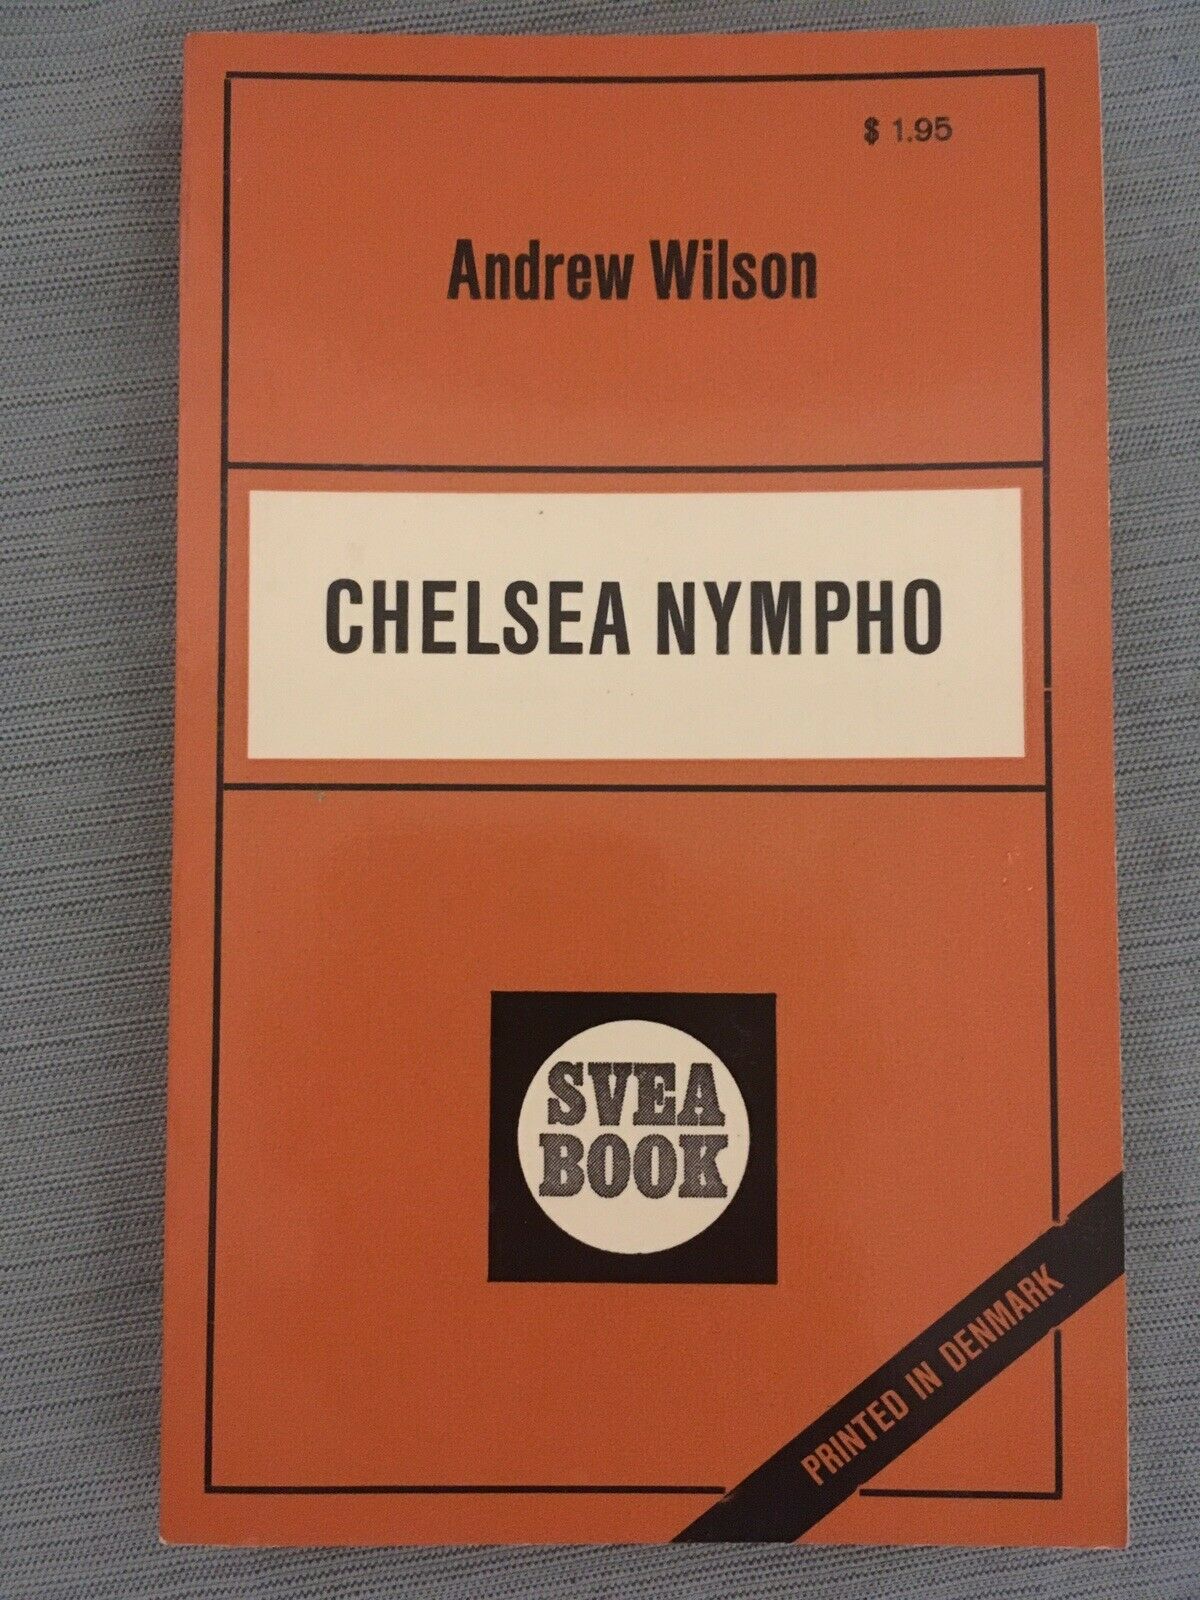 $ 1.95
Andrew Wilson
CHELSEA NYMPHO
SVEA
BOOK
PRINTED IN DENMARK